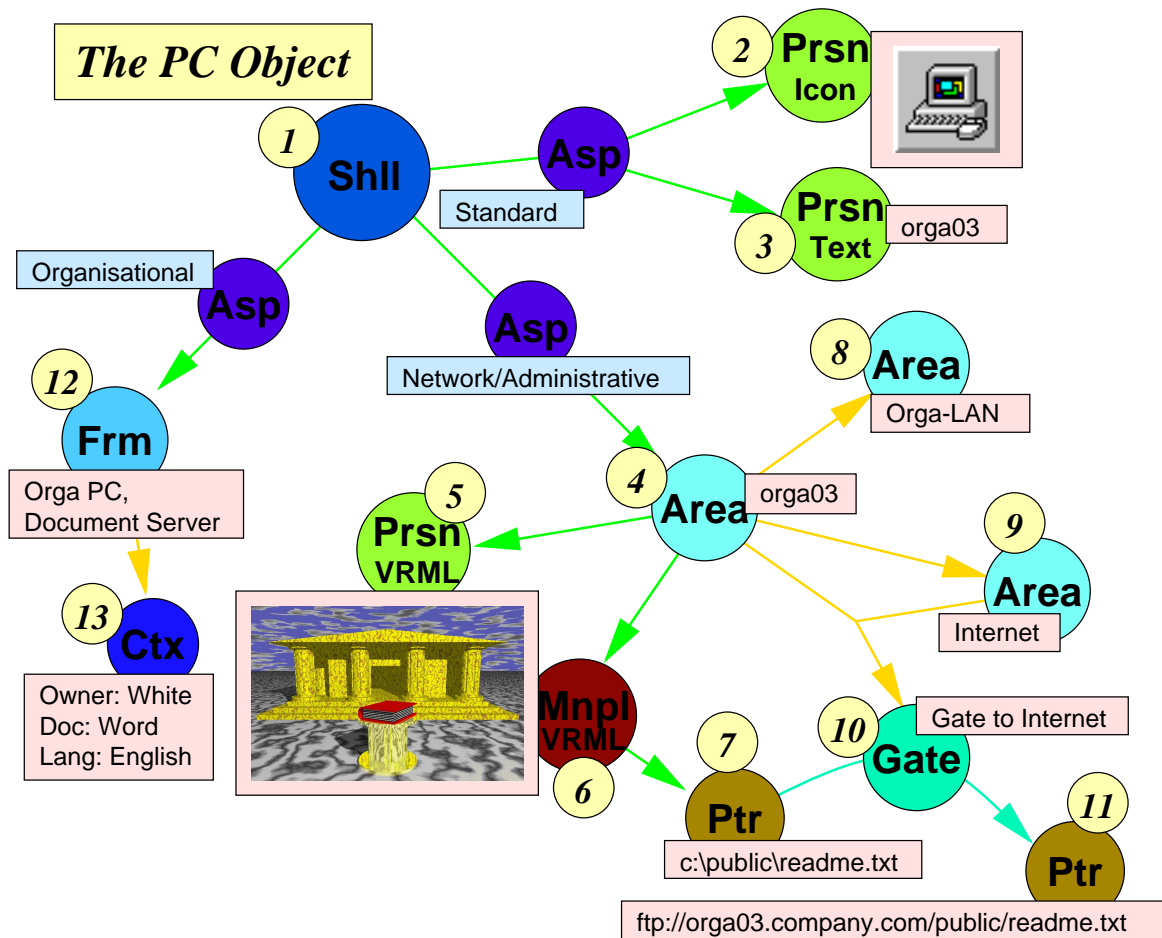 The PC Object
1
Shll
Asp
Standard
2
Prsn
Icon
3
Prsn
Text
orga03
Organisational
Asp
Asp
Network/Administrative
12
Frm
Orga PC,
Document Server
13
Ctx
Owner: White
Doc: Word
Lang: English
8
Area
Orga-LAN
4
Area
orga03
9
Area
Internet
5
Prsn
VRML
Mnpl
VRML
6
7
Ptr
c:\public\readme.txt
10
Gate
Gate to Internet
11
Ptr
ftp://orga03.company.com/public/readme.txt